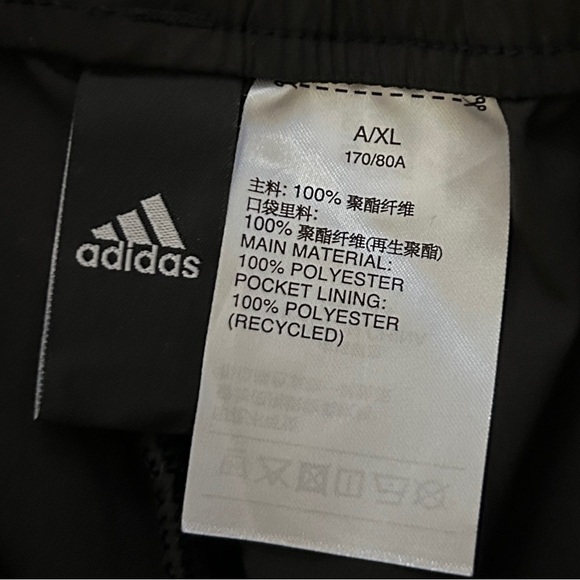 adidas
A/XL
170/80A
主料: 100% 聚酯纤维
口袋里料:
100% 聚酯纤维(再生聚酯)
MAIN MATERIAL:
100% POLYESTER
POCKET LINING:
100% POLYESTER
(RECYCLED)